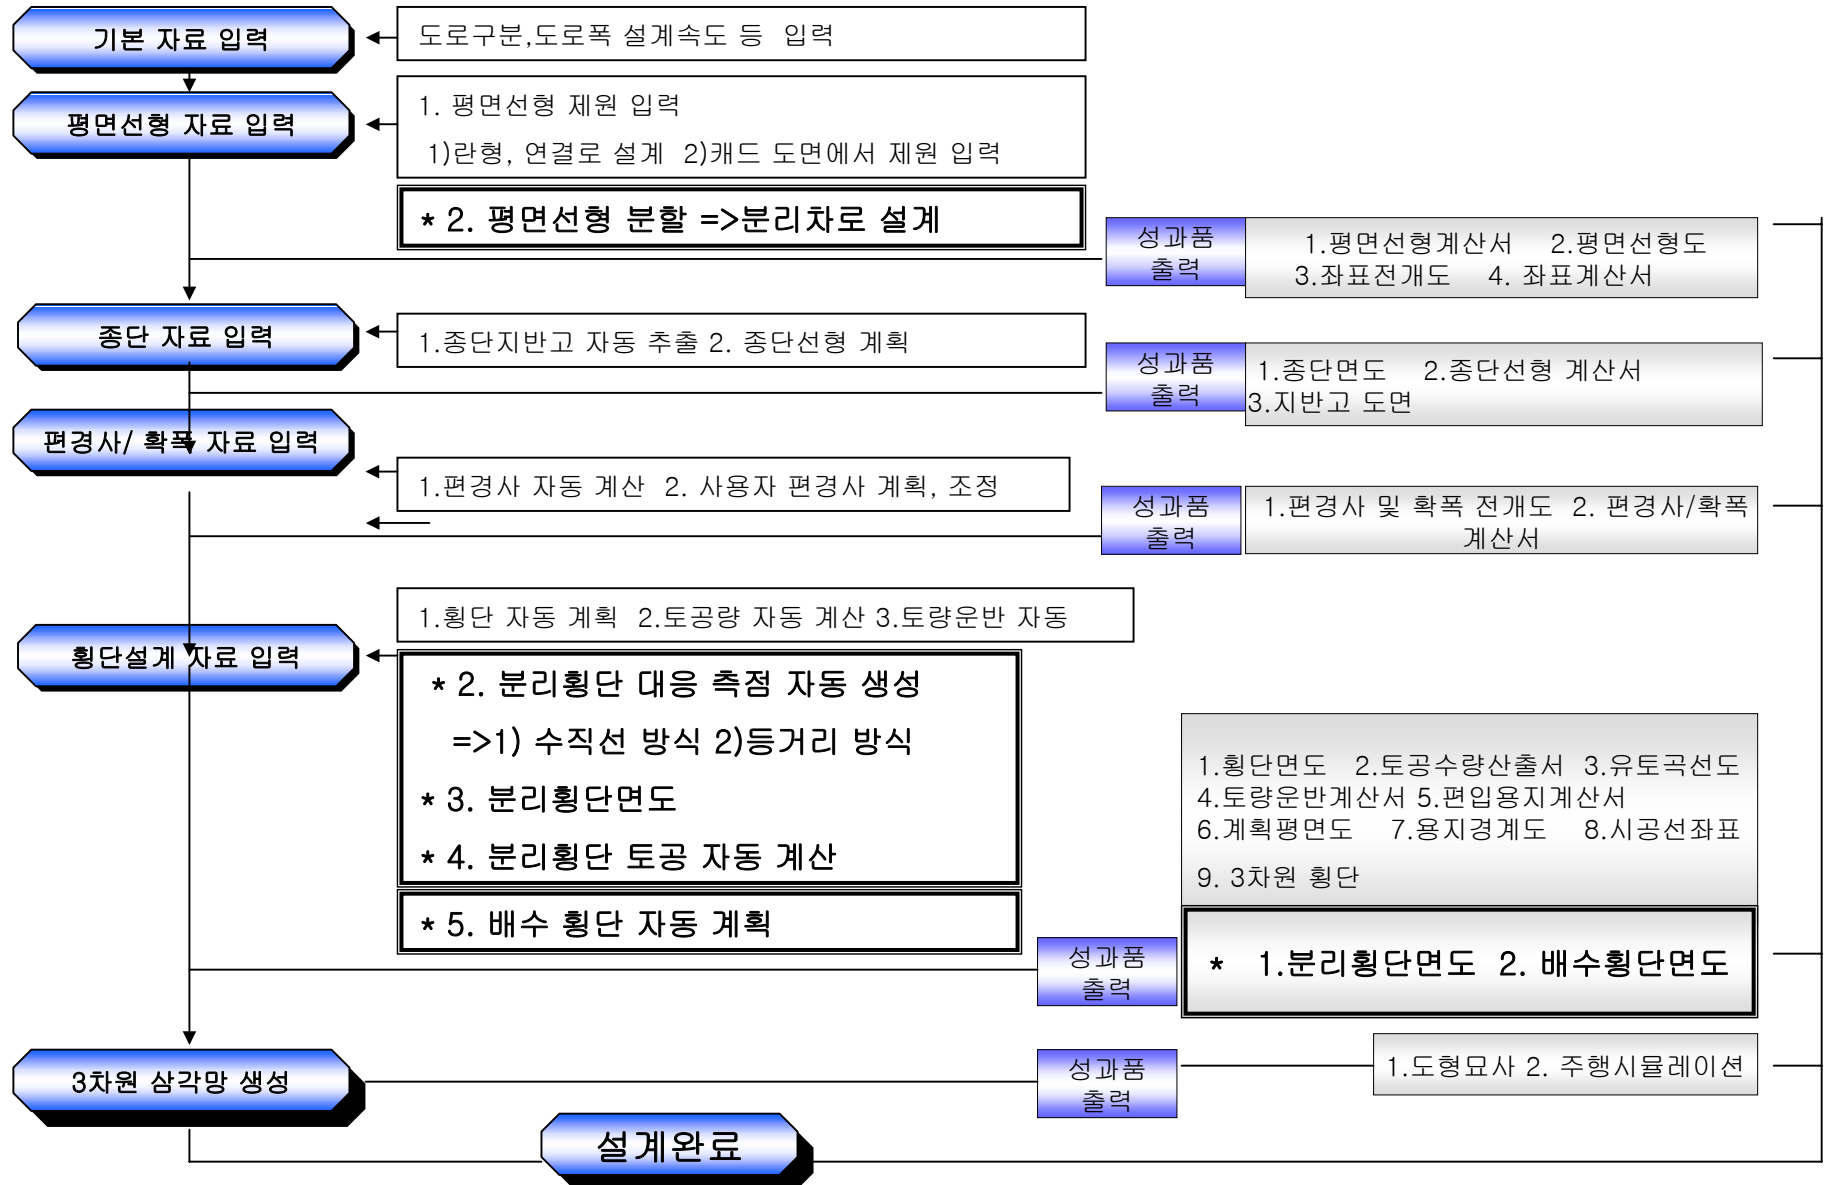 기본 자료 입력
도로구분,도로폭 설계속도 등 입력
평면선형 자료 입력
1. 평면선형 제원 입력
1)란형, 연결로 설계 2)캐드 도면에서 제원 입력
* 2. 평면선형 분할 =>분리차로 설계
성과품
출력
1.평면선형계산서 2.평면선형도
3.좌표전개도 4. 좌표계산서
종단 자료 입력
1.종단지반고 자동 추출 2. 종단선형 계획
성과품
출력
1.종단면도 2.종단선형 계산서
3.지반고 도면
편경사/ 확폭 자료 입력
1.편경사 자동 계산 2. 사용자 편경사 계획, 조정
성과품
출력
1.편경사 및 확폭 전개도 2. 편경사/확폭
계산서
횡단설계 자료 입력
1.횡단 자동 계획 2.토공량 자동 계산 3.토량운반 자동
* 2. 분리횡단 대응 측점 자동 생성
=>1) 수직선 방식 2)등거리 방식
* 3. 분리횡단면도
* 4. 분리횡단 토공 자동 계산
* 5. 배수 횡단 자동 계획
성과품
출력
1.횡단면도 2.토공수량산출서 3.유토곡선도
4.토량운반계산서 5.편입용지계산서
6.계획평면도 7.용지경계도 8.시공선좌표
9. 3차원 횡단
* 1.분리횡단면도 2. 배수횡단면도
3차원 삼각망 생성
성과품
출력
1.도형묘사 2. 주행시뮬레이션
설계완료